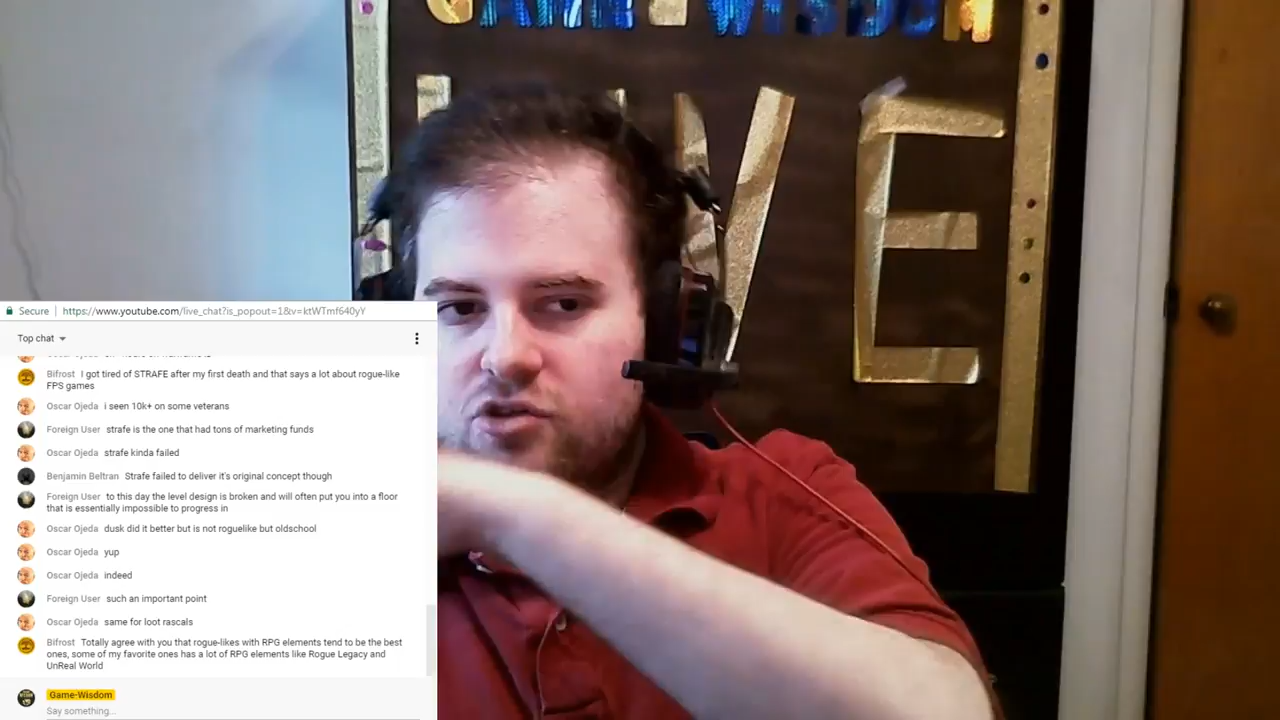 GAME WISDOM
LIVE
Secure
https://www.youtube.com/live_chat?is_popout=1&v=ktWTmf640yY
Top chat
Bifrost I got tired of STRAFE after my first death and that says a lot about rogue-like
FPS games
Oscar Ojeda i seen 10k+ on some veterans
Foreign User strafe is the one that had tons of marketing funds
Oscar Ojeda strafe kinda failed
Benjamin Beltran Strafe failed to deliver it's original concept though
Foreign User to this day the level design is broken and will often put you into a floor
that is essentially impossible to progress in
Oscar Ojeda dusk did it better but is not roguelike but oldschool
Oscar Ojeda yup
Oscar Ojeda indeed
Foreign User such an important point
Oscar Ojeda same for loot rascals
Bifrost Totally agree with you that rogue-likes with RPG elements tend to be the best
ones, some of my favorite ones has a lot of RPG elements like Rogue Legacy and
UnReal World
Game-Wisdom
Say something...